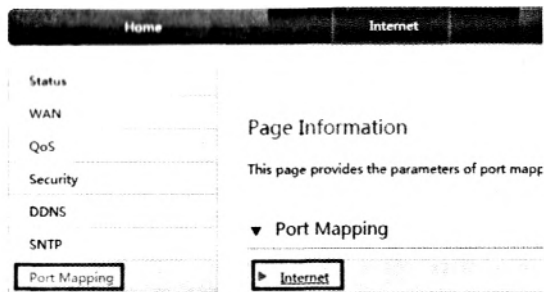 Home
Internet
Status
WAN
QoS
Security
DDNS
SNTP
Port Mapping
Page Information
This page provides the parameters of port mapp
▼ Port Mapping
► Internet